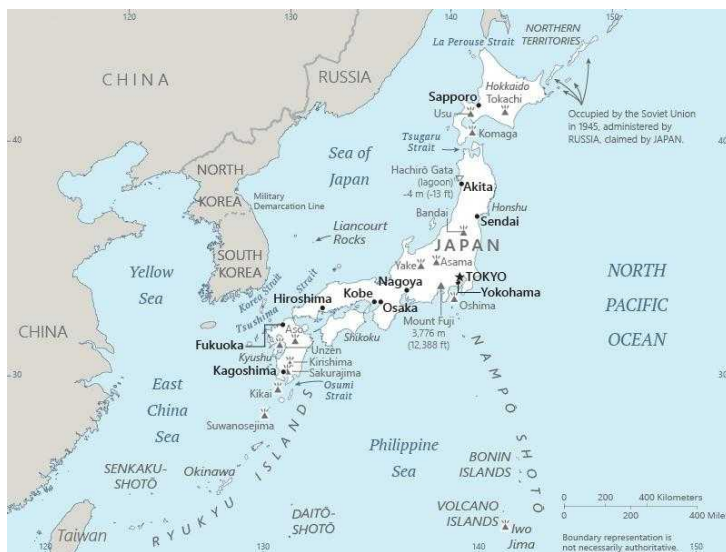 120
130
140
150
La Perouse Strait
NORTHERN
TERRITORIES
CHINA
RUSSIA
Hokkaido
Tokachi
Sapporo
Usu
Komaga
Occupied by the Soviet Union
in 1945, administered by
RUSSIA, claimed by JAPAN.
40
40
Tsugaru
Strait
Sea of
Japan
NORTH
KOREA
Hachirō Gata
(lagoon)
-4 m (-13 ft)
Akita
Military
Demarcation Line
Bandai
Honshu
Sendai
Liancourt
Rocks
JAPAN
SOUTH
KOREA
Yellow
Sea
Yake
Asama
NORTH
PACIFIC
OCEAN
TOKYO
Nagoya
Yokohama
Korea Strait
Tsushima Strait
Hiroshima
Kobe
Osaka
Oshima
Mount Fuji
3,776 m
(12,388 ft)
CHINA
Aso
Shikoku
Fukuoka
Unzen
Kyushu
Kirishima
Kagoshima
Sakurajima
30
30
Osumi
Strait
Kikai
East
China
Sea
Suwanosejima
NAMPŌ SHOTŌ
Philippine
Sea
BONIN
ISLANDS
SENKAKU-
SHOTŌ
Okinawa
RYUKYU ISLANDS
DAITŌ-
SHOTŌ
VOLCANO
ISLANDS
Iwo
Jima
0 200 400 Kilometers
0 200 400 Miles
Taiwan
Boundary representation is
not necessarily authoritative.
130
140
150